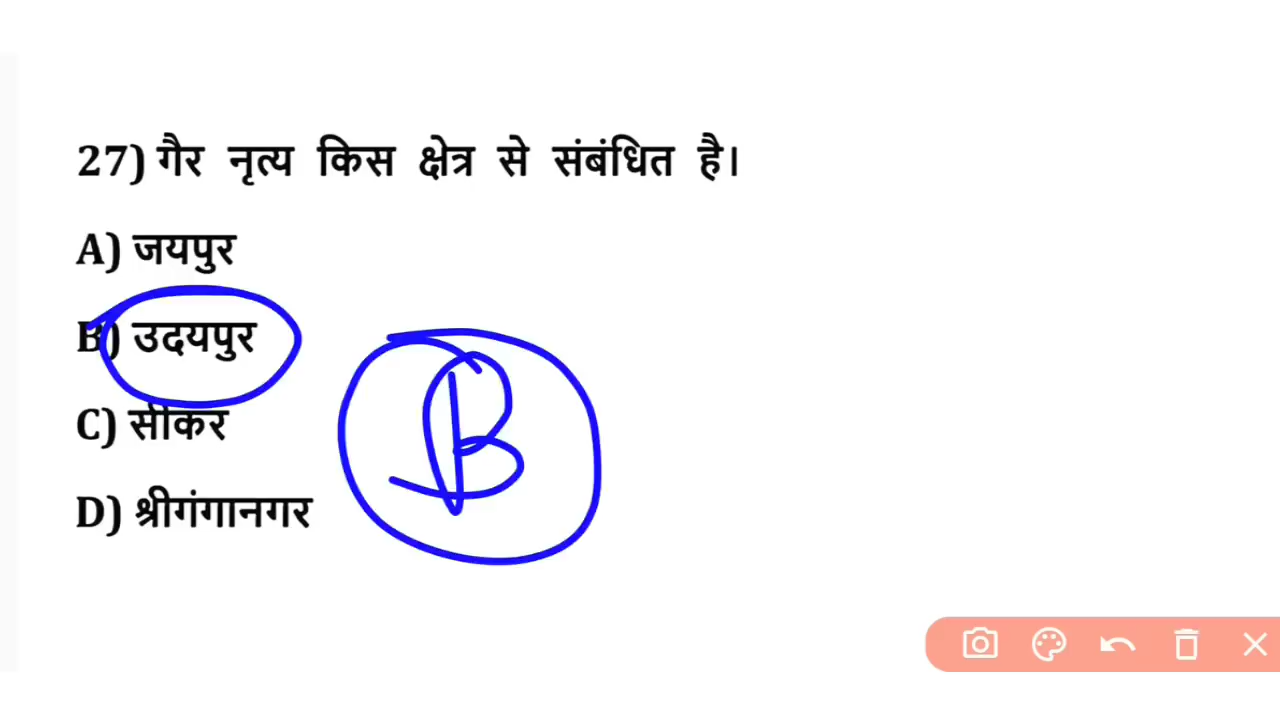 27) गैर नृत्य किस क्षेत्र से संबंधित है।
A) जयपुर
B) उदयपुर
C) सीकर
D) श्रीगंगानगर
B